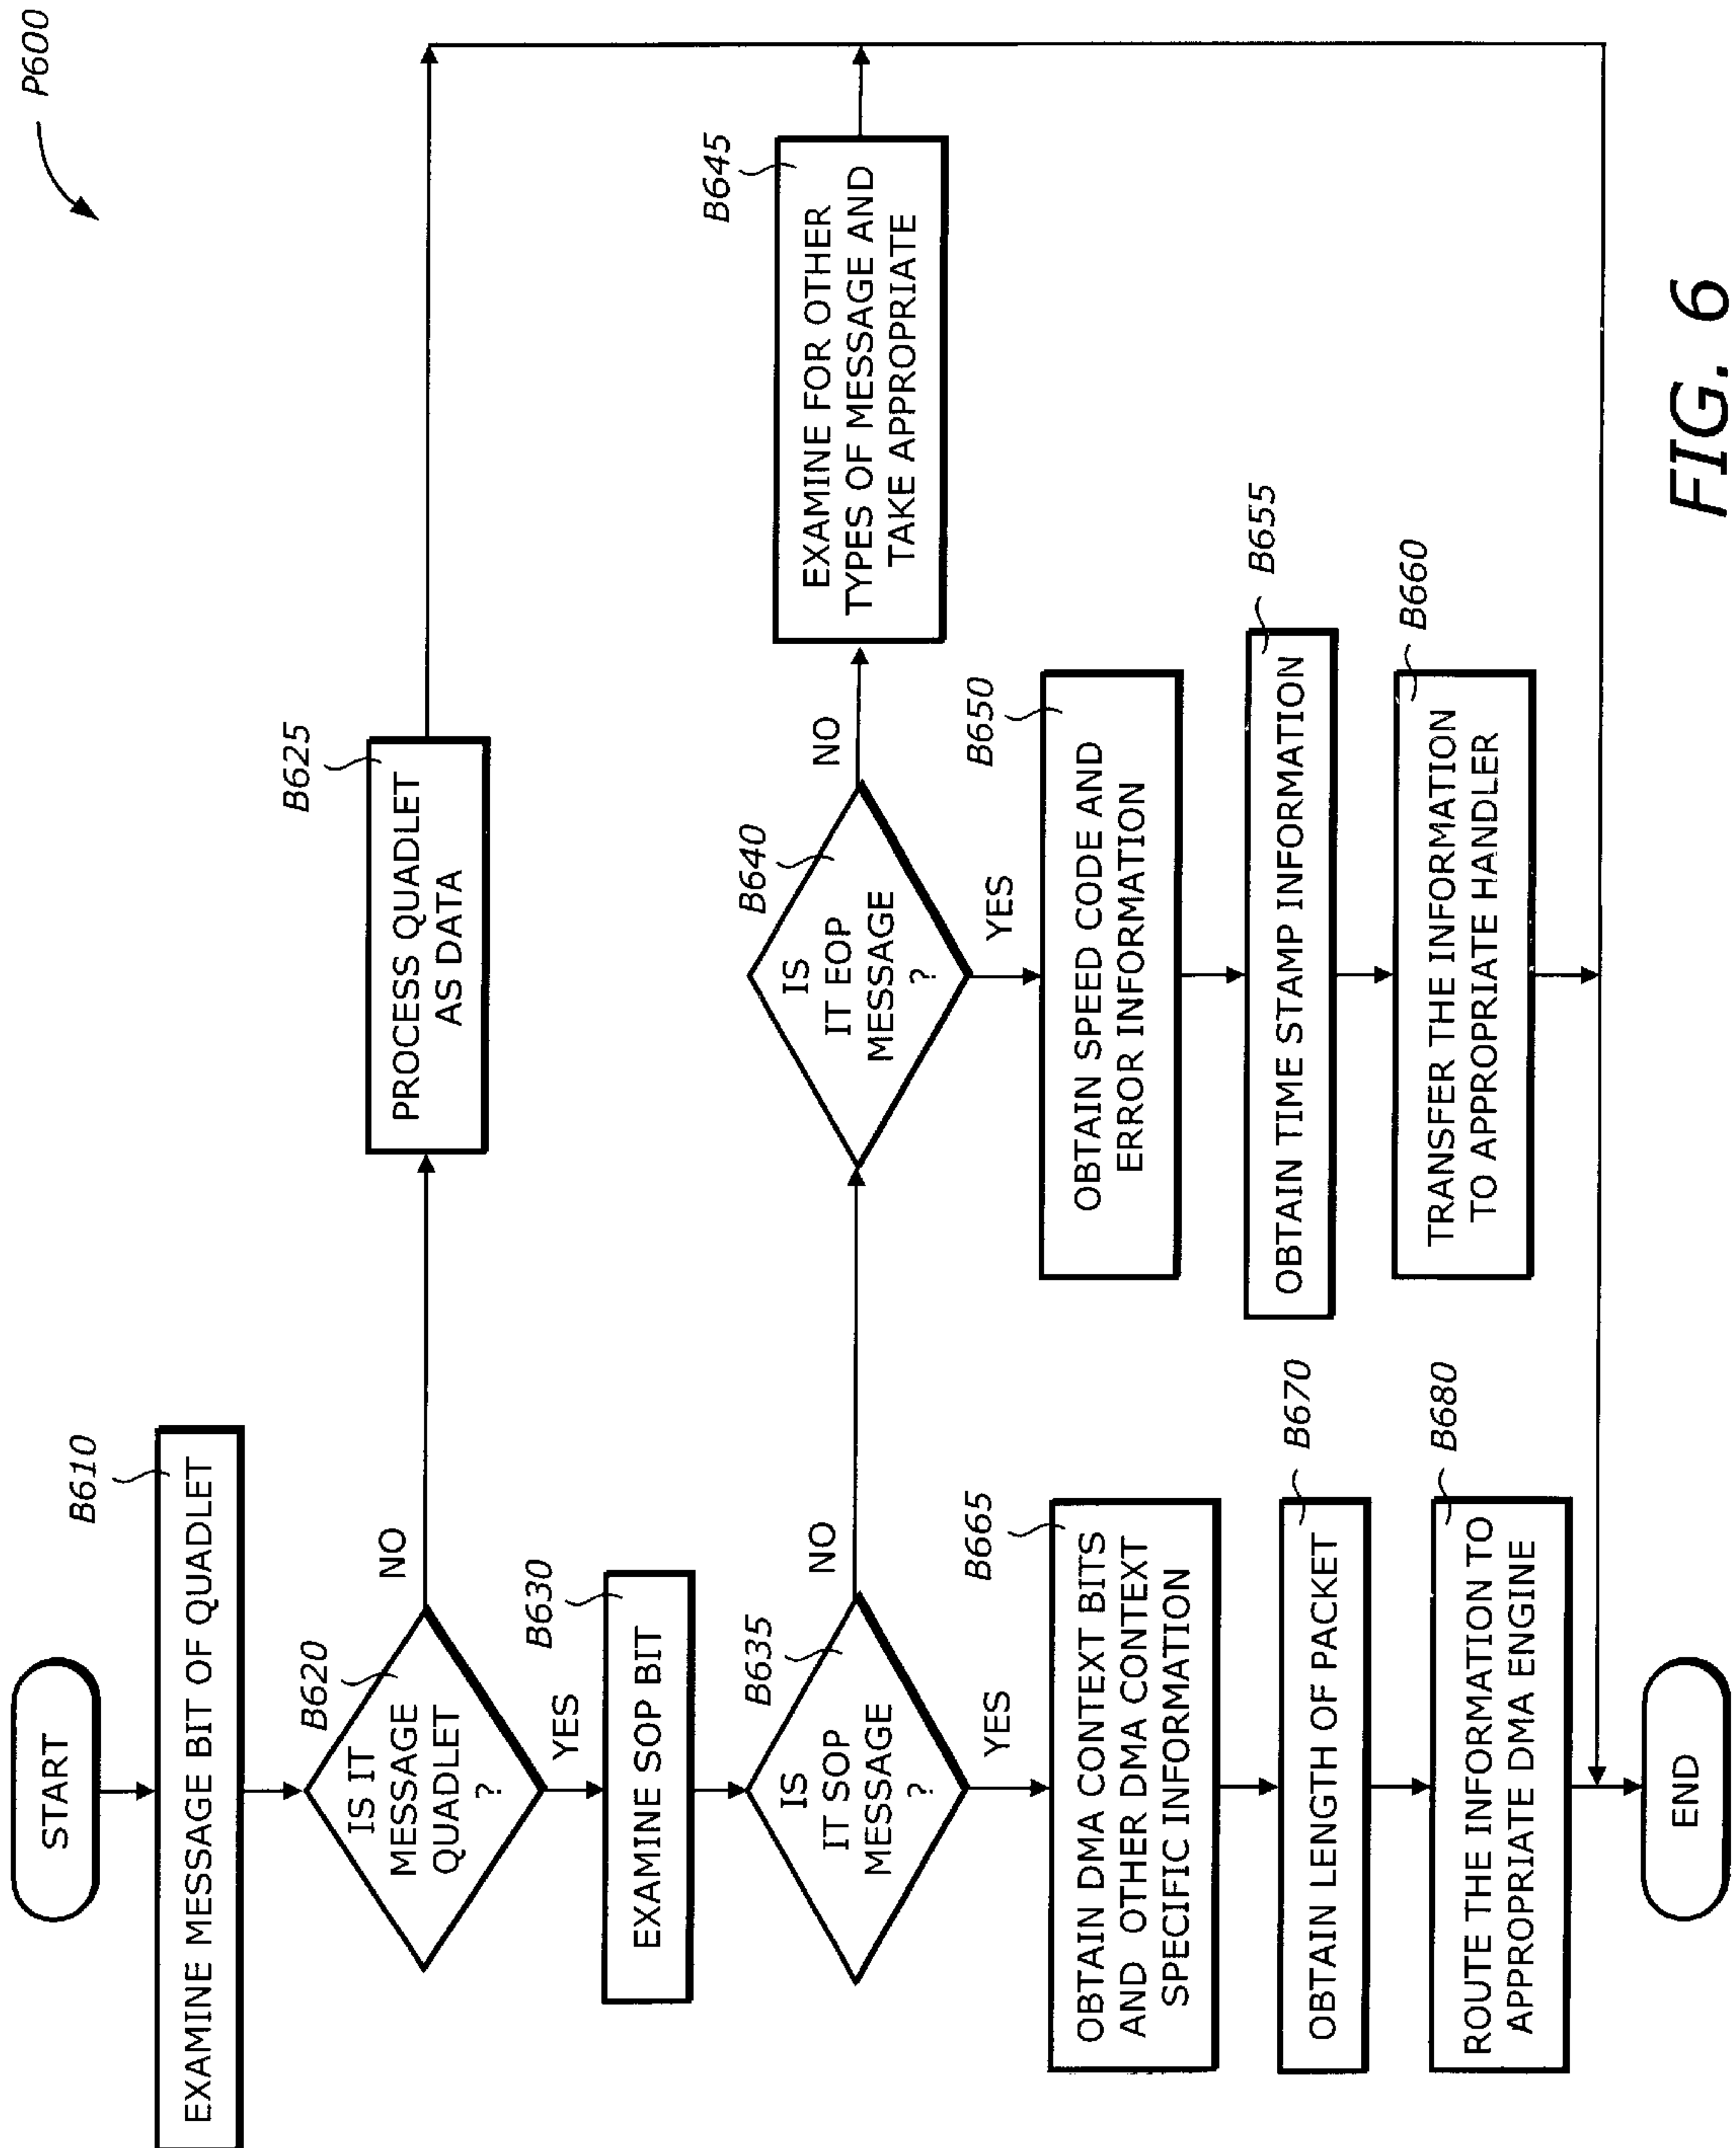 P600
START
B610
EXAMINE MESSAGE BIT OF QUADLET
B620
IS IT
MESSAGE
QUADLET
?
NO
B625
PROCESS QUADLET
AS DATA
YES
B630
EXAMINE SOP BIT
B635
IS
IT SOP
MESSAGE
?
NO
B640
IS
IT EOP
MESSAGE
?
NO
B645
EXAMINE FOR OTHER
TYPES OF MESSAGE AND
TAKE APPROPRIATE
YES
B650
OBTAIN SPEED CODE AND
ERROR INFORMATION
B655
OBTAIN TIME STAMP INFORMATION
B660
TRANSFER THE INFORMATION
TO APPROPRIATE HANDLER
YES
B665
OBTAIN DMA CONTEXT BITS
AND OTHER DMA CONTEXT
SPECIFIC INFORMATION
B670
OBTAIN LENGTH OF PACKET
B680
ROUTE THE INFORMATION TO
APPROPRIATE DMA ENGINE
END
FIG. 6